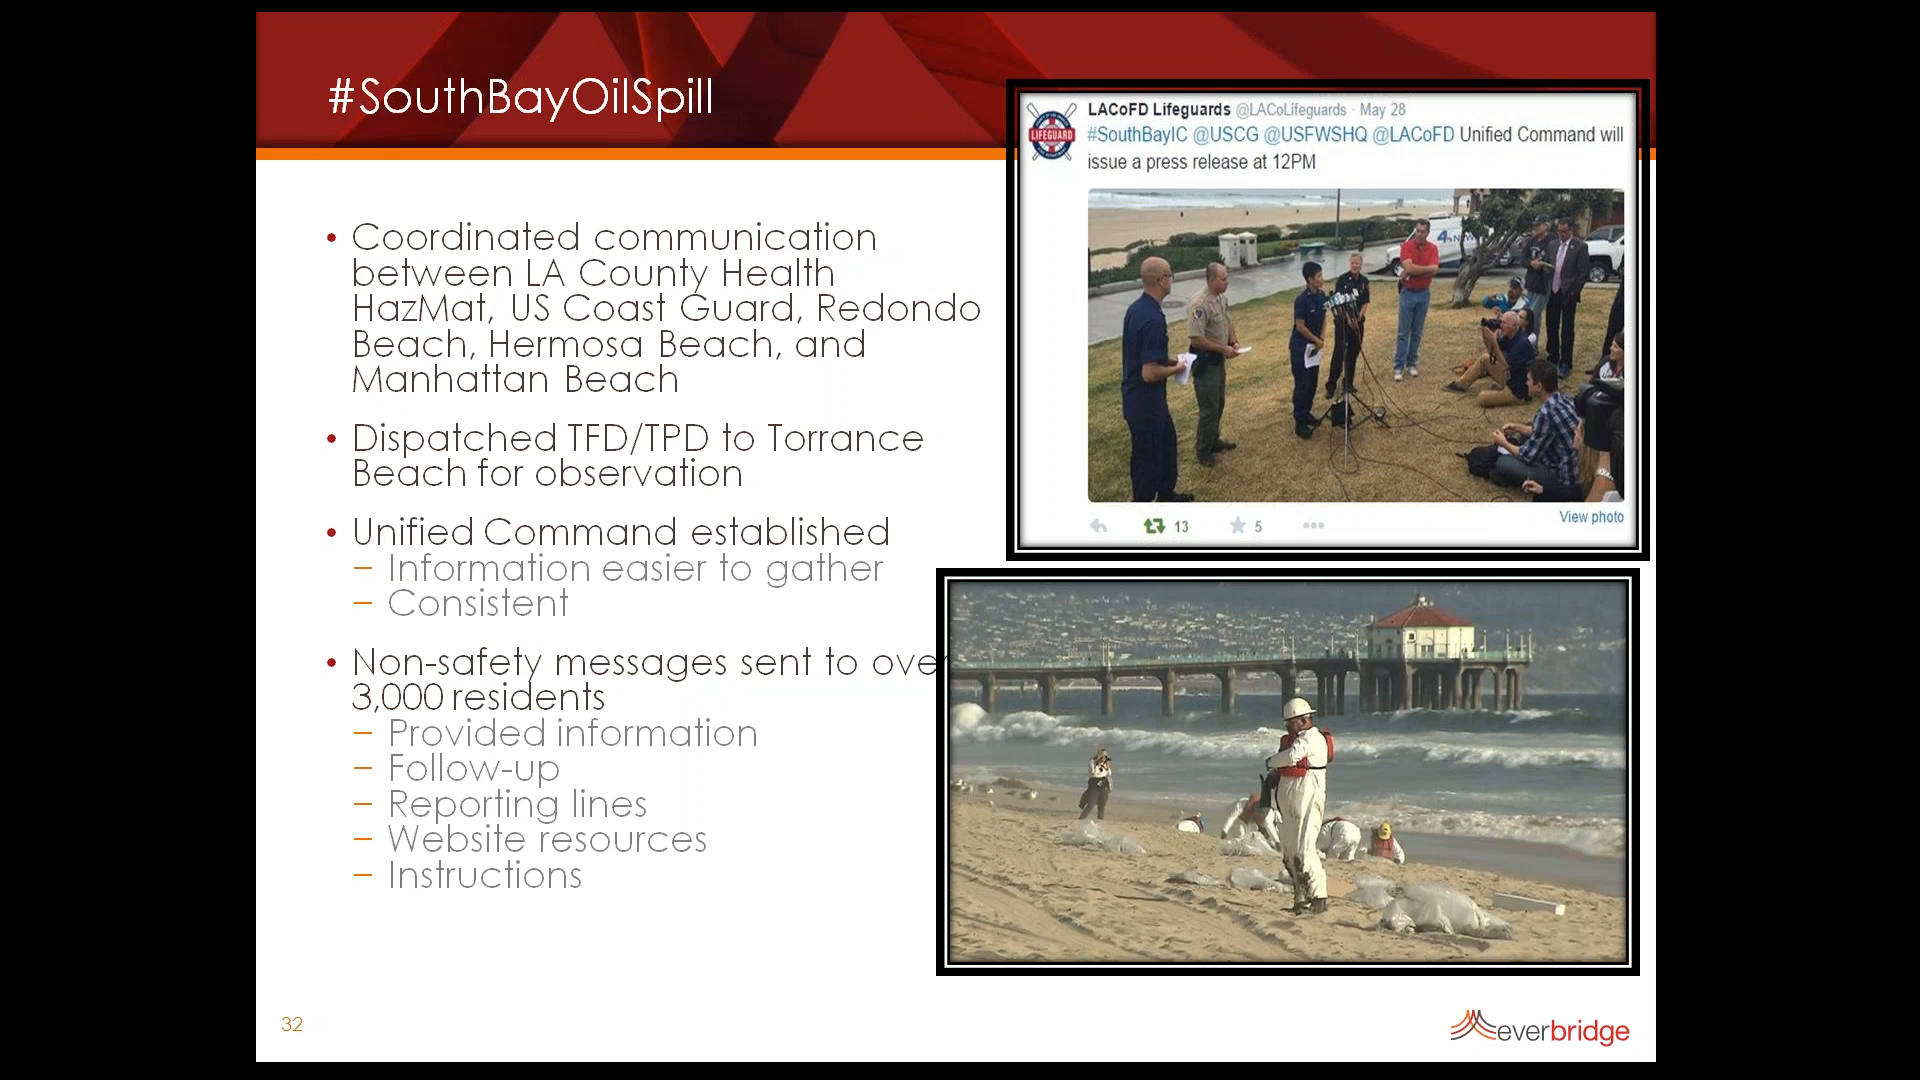 #SouthBayOilSpill
LACoFD Lifeguards @LACoLifeguards · May 28
#SouthBayIC @USCG @USFWSHQ @LACoFD Unified Command will
issue a press release at 12PM
LIFEGUARD
4 NEWS
13
5
View photo
• Coordinated communication
between LA County Health
HazMat, US Coast Guard, Redondo
Beach, Hermosa Beach, and
Manhattan Beach
• Dispatched TFD/TPD to Torrance
Beach for observation
• Unified Command established
– Information easier to gather
– Consistent
• Non-safety messages sent to over
3,000 residents
– Provided information
– Follow-up
– Reporting lines
– Website resources
– Instructions
32
everbridge